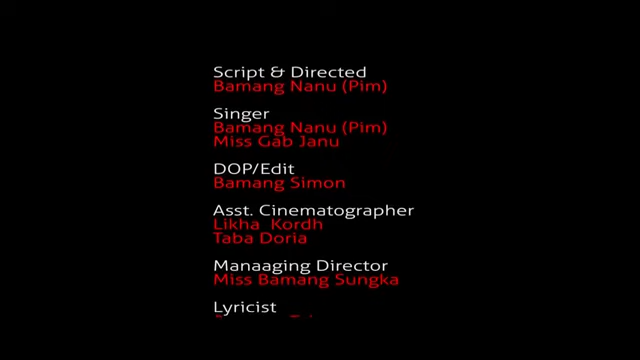 Script & Directed
Bamang Nanu (Pim)
Singer
Bamang Nanu (Pim)
Miss Gab Janu
DOP/Edit
Bamang Simon
Asst. Cinematographer
Likha Kordh
Taba Doria
Manaaging Director
Miss Bamang Sungka
Lyricist